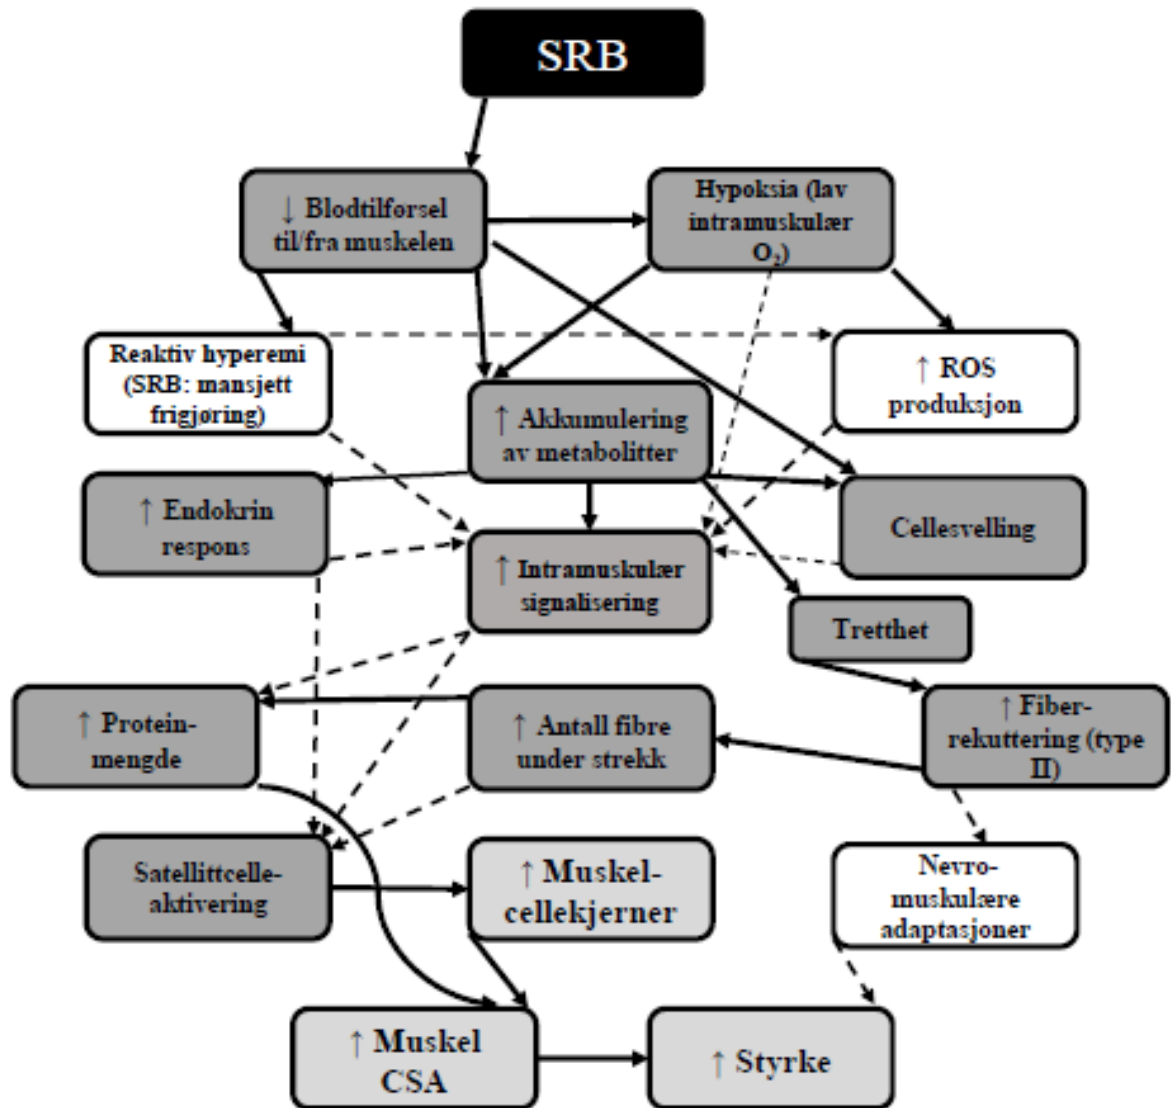 SRB
↓ Blodtilførsel
til/fra muskelen
Hypoksia (lav
intramuskulær
O₂)
Reaktiv hyperemi
(SRB: mansjett
frigjøring)
↑ ROS
produksjon
↑ Akkumulering
av metabolitter
↑ Endokrin
respons
Cellesvelling
↑ Intramuskulær
signalisering
Tretthet
↑ Protein-
mengde
↑ Antall fibre
under strekk
↑ Fiber-
rekuttering (type
II)
Satellittcelle-
aktivering
↑ Muskel-
cellekjerner
Nevro-
muskulære
adaptasjoner
↑ Muskel
CSA
↑ Styrke